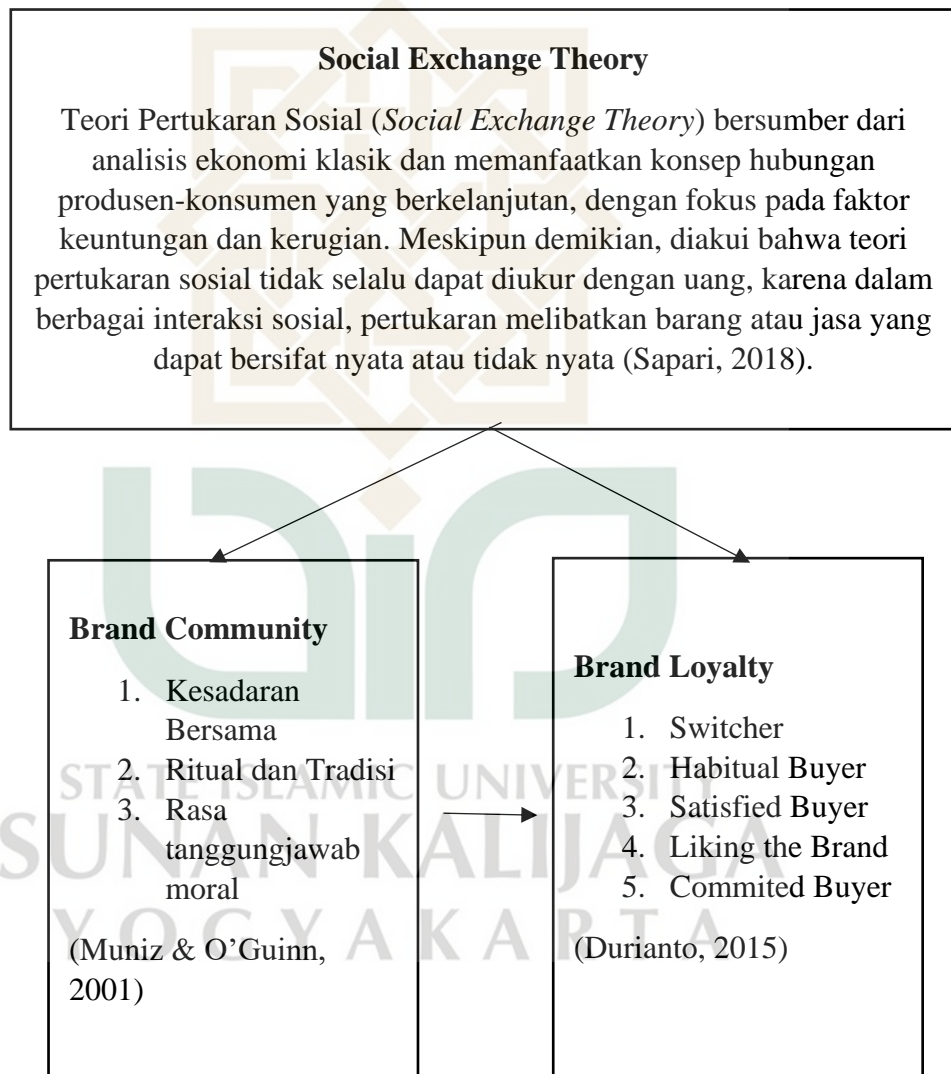 Social Exchange Theory
Teori Pertukaran Sosial (Social Exchange Theory) bersumber dari
analisis ekonomi klasik dan memanfaatkan konsep hubungan
produsen-konsumen yang berkelanjutan, dengan fokus pada faktor
keuntungan dan kerugian. Meskipun demikian, diakui bahwa teori
pertukaran sosial tidak selalu dapat diukur dengan uang, karena dalam
berbagai interaksi sosial, pertukaran melibatkan barang atau jasa yang
dapat bersifat nyata atau tidak nyata (Sapari, 2018).
Brand Community
1. Kesadaran
Bersama
2. Ritual dan Tradisi
3. Rasa
tanggungjawab
moral
(Muniz & O’Guinn,
2001)
Brand Loyalty
1. Switcher
2. Habitual Buyer
3. Satisfied Buyer
4. Liking the Brand
5. Commited Buyer
(Durianto, 2015)
STATE ISLAMIC UNIVERSITY
SUNAN KALIJAGA
YOGYAKARTA